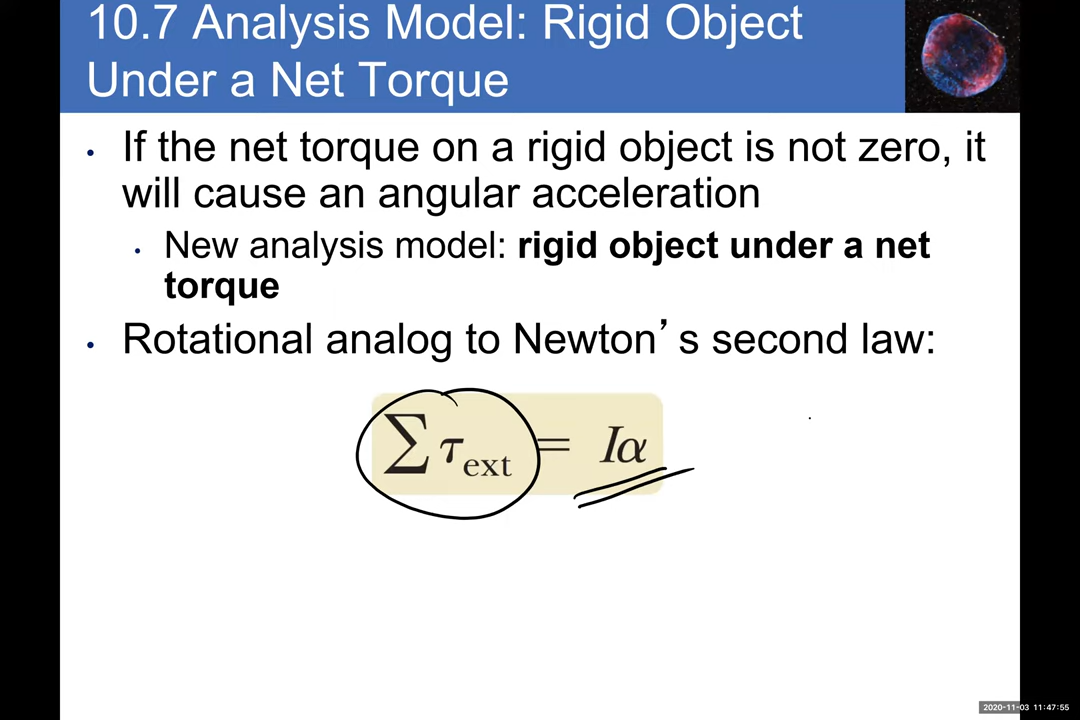 10.7 Analysis Model: Rigid Object
Under a Net Torque
• If the net torque on a rigid object is not zero, it
will cause an angular acceleration
• New analysis model: rigid object under a net
torque
• Rotational analog to Newton’s second law:
∑ τext = Iα
2020-11-03 11:47:55